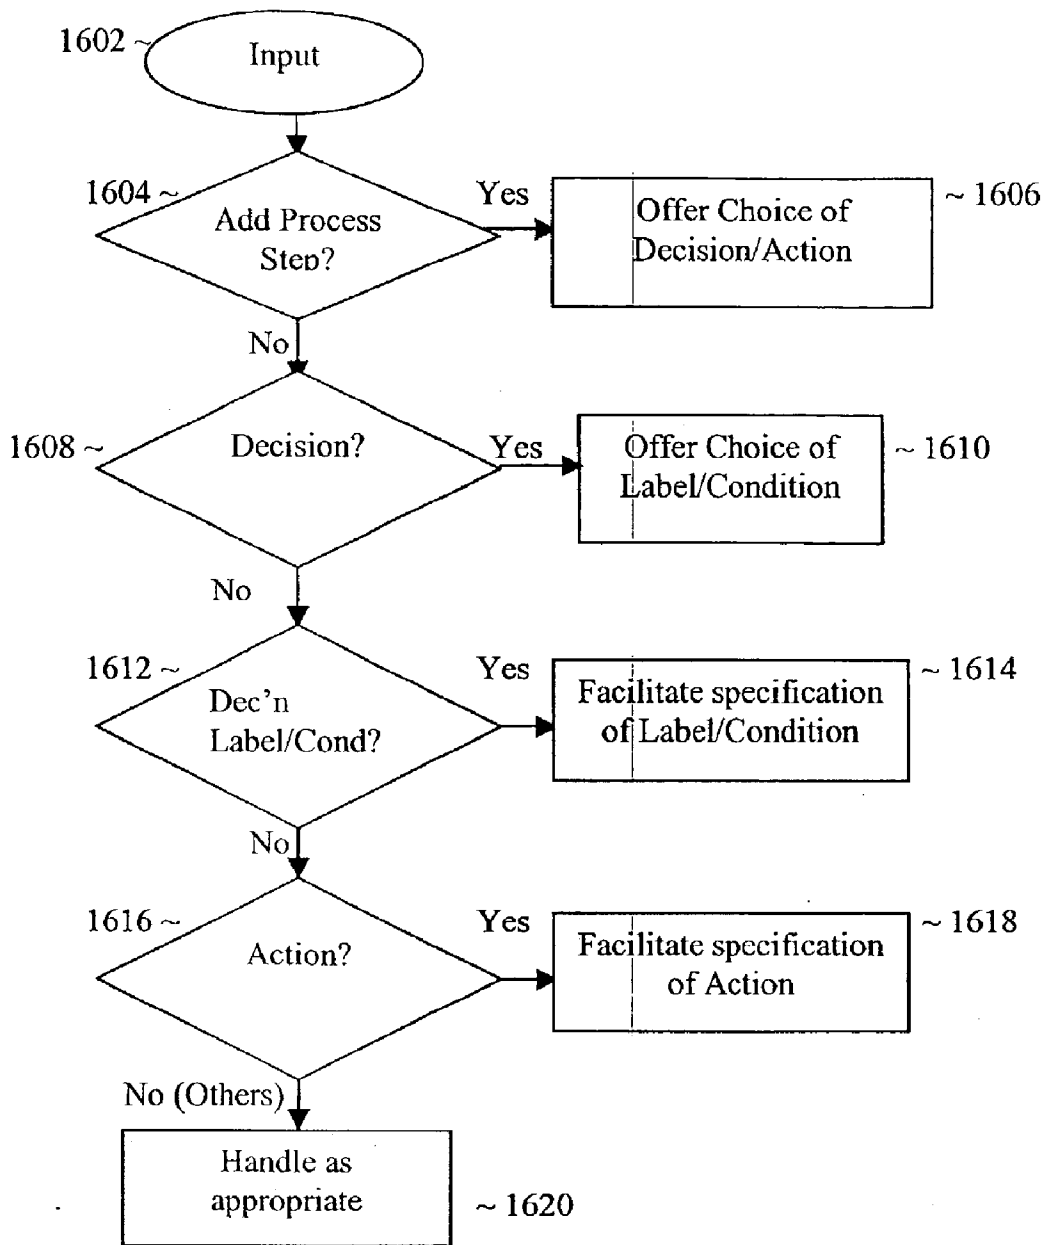 1602 ~
Input
1604 ~
Add Process
Step?
Yes
Offer Choice of
Decision/Action
~ 1606
No
1608 ~
Decision?
Yes
Offer Choice of
Label/Condition
~ 1610
No
1612 ~
Dec'n
Label/Cond?
Yes
Facilitate specification
of Label/Condition
~ 1614
No
1616 ~
Action?
Yes
Facilitate specification
of Action
~ 1618
No (Others)
Handle as
appropriate
~ 1620